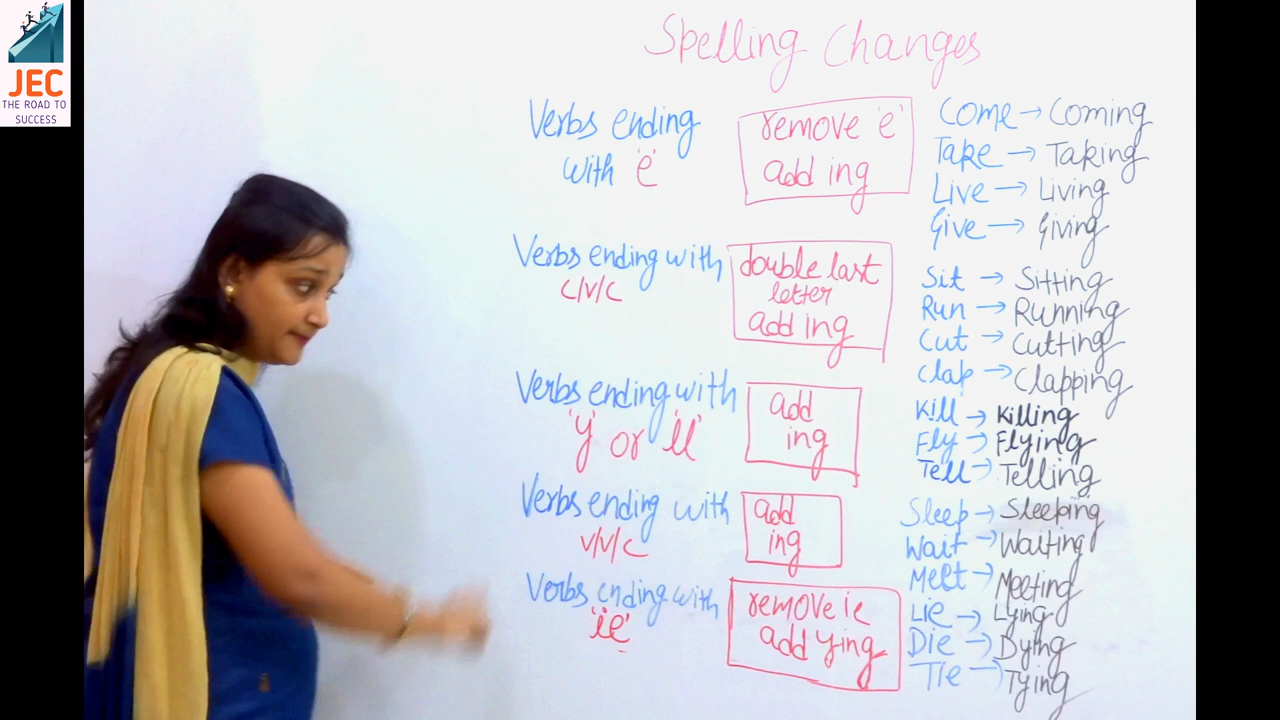 JEC
THE ROAD TO
SUCCESS
Spelling Changes
Verbs ending
with 'e'
remove 'e'
add ing
Come → Coming
Take → Taking
Live → Living
Give → Giving
Verbs ending with
c/v/c
double last
letter
add ing
Sit → Sitting
Run → Running
Cut → Cutting
Clap → Clapping
Verbs ending with
'y' or 'll'
add
ing
Kill → Killing
Fly → Flying
Tell → Telling
Verbs ending with
v/v/c
add
ing
Sleep → Sleeping
Wait → Waiting
Melt → Melting
Verbs ending with
'ie'
remove ie
add ying
Lie → Lying
Die → Dying
Tie → Tying